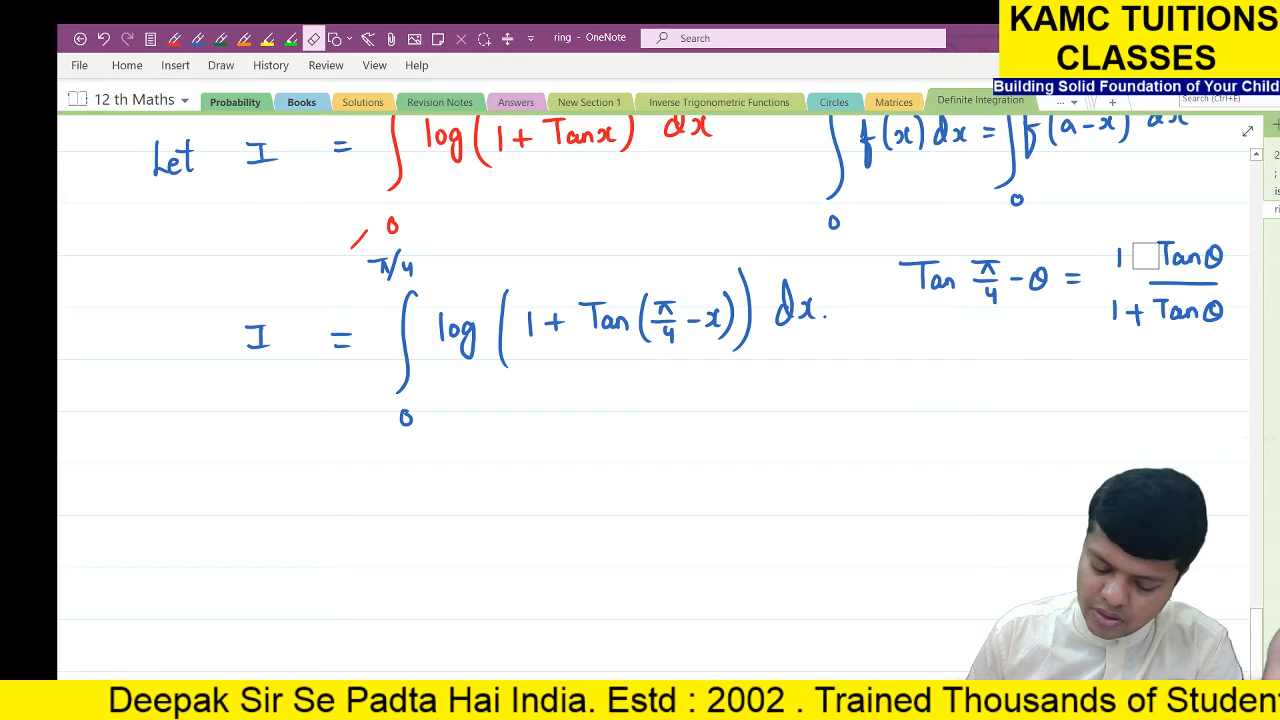 KAMC TUITIONS
CLASSES
Building Solid Foundation of Your Child
ring - OneNote
Search
File Home Insert Draw History Review View Help
12 th Maths Probability Books Solutions Revision Notes Answers New Section 1 Inverse Trigonometric Functions Circles Matrices Definite Integration ... +
Search (Ctrl+E)
Let I = ∫₀ log(1 + Tanx) dx
∫₀ f(x) dx = ∫₀ f(a-x) dx
Tan π/4 - θ = 1 Tanθ / 1 + Tanθ
I = ∫₀^π/4 log(1 + Tan(π/4 - x)) dx.
Deepak Sir Se Padta Hai India. Estd : 2002 . Trained Thousands of Student